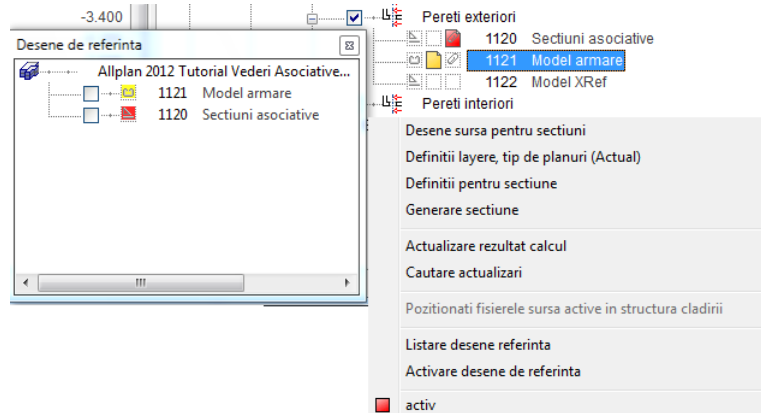 -3.400
Pereti exteriori
1120 Sectiuni asociative
1121 Model armare
1122 Model XRef
Pereti interiori
Desene de referinta
Allplan 2012 Tutorial Vederi Asociative...
1121 Model armare
1120 Sectiuni asociative
Desene sursa pentru sectiuni
Definitii layere, tip de planuri (Actual)
Definitii pentru sectiune
Generare sectiune
Actualizare rezultat calcul
Cautare actualizari
Pozitionati fisierele sursa active in structura cladirii
Listare desene referinta
Activare desene de referinta
activ